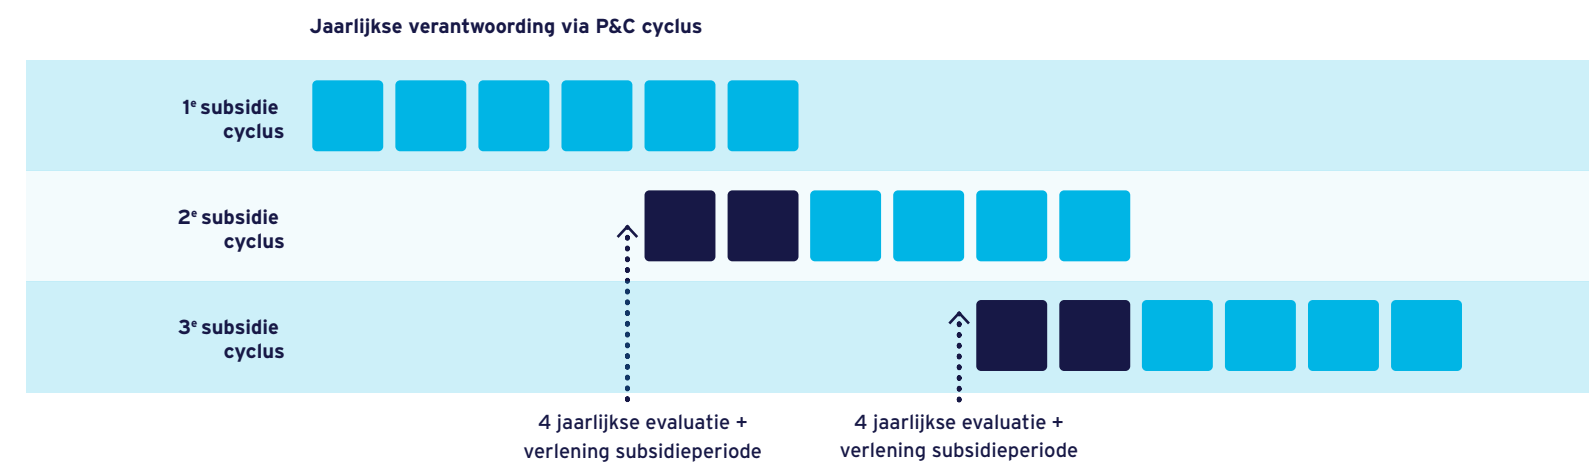 Jaarlijkse verantwoording via P&C cyclus
1e subsidie
cyclus
2e subsidie
cyclus
3e subsidie
cyclus
4 jaarlijkse evaluatie +
verlening subsidieperiode
4 jaarlijkse evaluatie +
verlening subsidieperiode